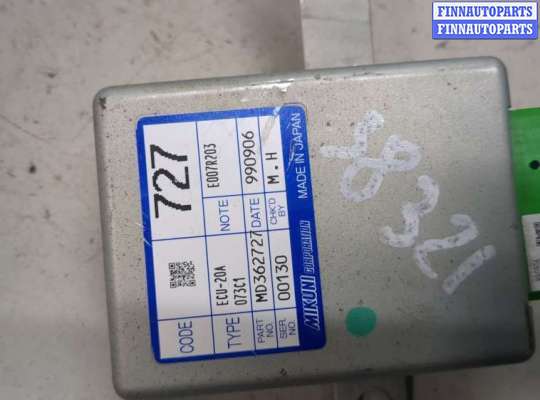 FINNAUTOPARTS
FINNAUTOPARTS
727
CODE
TYPE ECU-20A 073C1
NOTE E007R203
PART NO. MD362727
DATE 990906
SER. NO. 00130
CHK'D BY M.H
MIKUNI CORPORATION MADE IN JAPAN